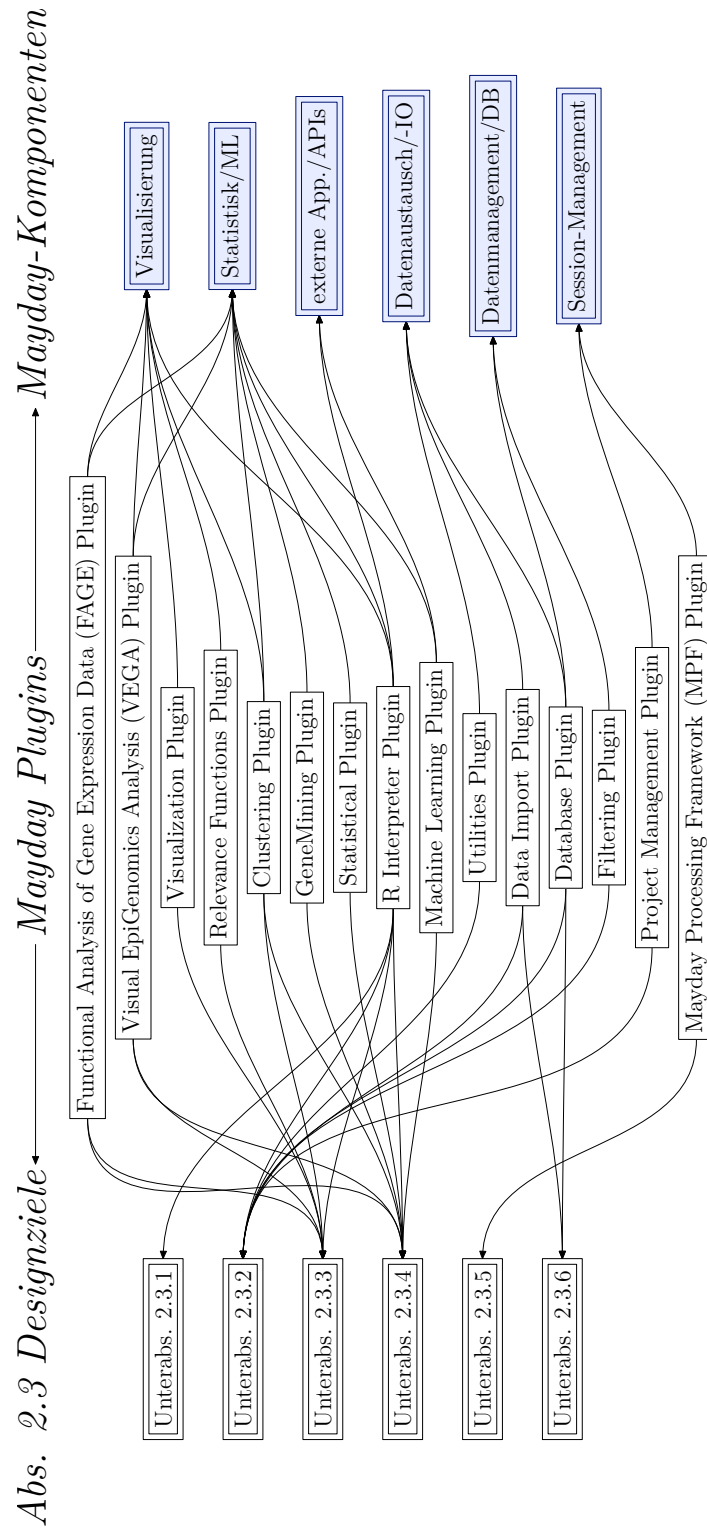 Abs. 2.3 Designziele
Mayday Plugins
Mayday-Komponenten
Unterabs. 2.3.1
Unterabs. 2.3.2
Unterabs. 2.3.3
Unterabs. 2.3.4
Unterabs. 2.3.5
Unterabs. 2.3.6
Functional Analysis of Gene Expression Data (FAGE) Plugin
Visual EpiGenomics Analysis (VEGA) Plugin
Visualization Plugin
Relevance Functions Plugin
Clustering Plugin
GeneMining Plugin
Statistical Plugin
R Interpreter Plugin
Machine Learning Plugin
Utilities Plugin
Data Import Plugin
Database Plugin
Filtering Plugin
Project Management Plugin
Mayday Processing Framework (MPF) Plugin
Visualisierung
Statistisk/ML
externe App./APIs
Datenaustausch/-IO
Datenmanagement/DB
Session-Management